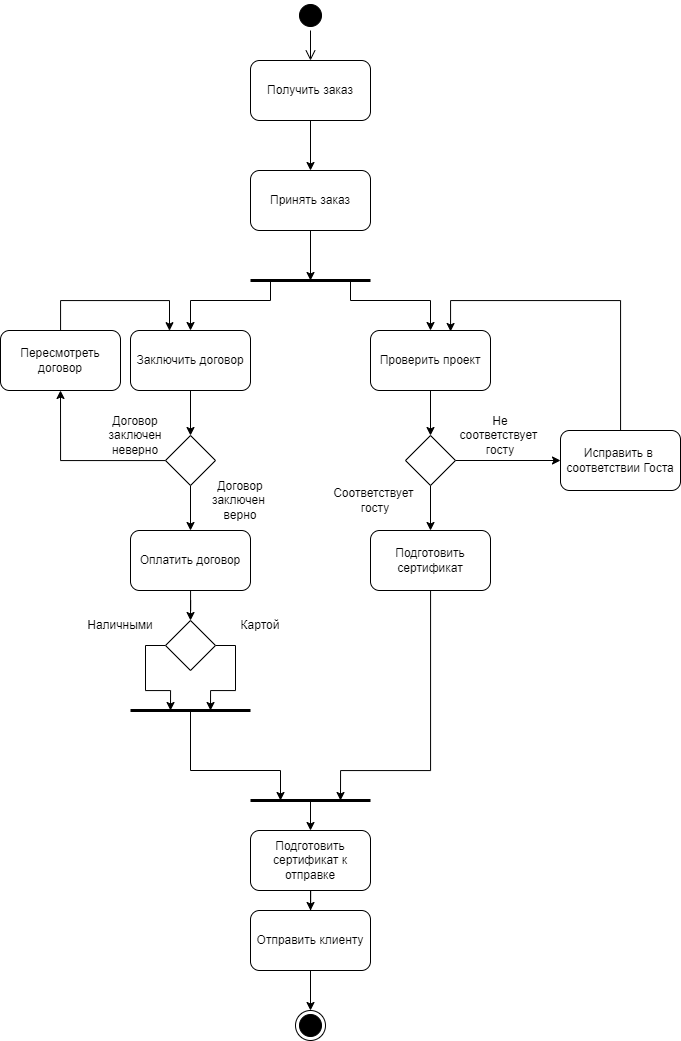 Получить заказ
Принять заказ
Пересмотреть
договор
Заключить договор
Проверить проект
Договор
заключен
неверно
Не
соответствует
госту
Исправить в
соответствии Госта
Договор
заключен
верно
Соответствует
госту
Оплатить договор
Подготовить
сертификат
Наличными
Картой
Подготовить
сертификат к
отправке
Отправить клиенту